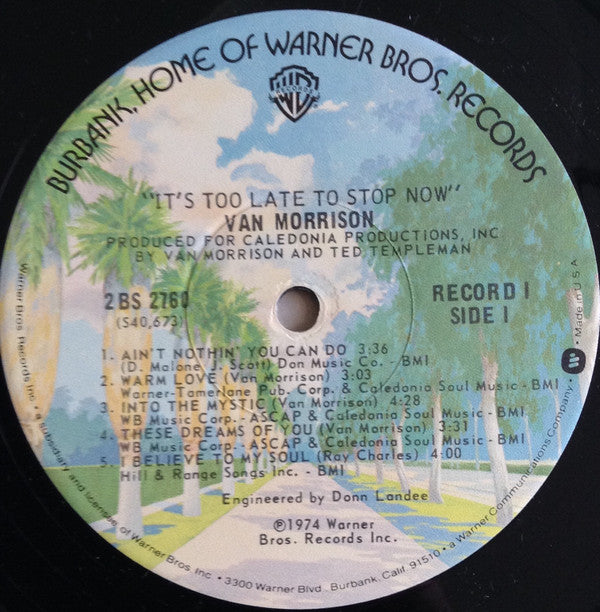 BURBANK, HOME OF WARNER BROS. RECORDS
WB
RECORDS
"IT'S TOO LATE TO STOP NOW"
VAN MORRISON
PRODUCED FOR CALEDONIA PRODUCTIONS, INC
BY VAN MORRISON AND TED TEMPLEMAN
2 BS 2760
(S40,673)
RECORD I
SIDE I
1. AIN'T NOTHIN' YOU CAN DO 3:36
(D. Malone J. Scott) Don Music Co. - BMI
2. WARM LOVE (Van Morrison) 3:03
Warner-Tamerlane Pub. Corp. & Caledonia Soul Music - BMI
3. INTO THE MYSTIC (Van Morrison) 4:28
WB Music Corp. - ASCAP & Caledonia Soul Music - BMI
4. THESE DREAMS OF YOU (Van Morrison) 3:31
WB Music Corp. - ASCAP & Caledonia Soul Music - BMI
5. I BELIEVE TO MY SOUL (Ray Charles) 4:00
Hill & Range Songs Inc. - BMI
Engineered by Donn Landee
℗1974 Warner
Bros. Records Inc.
Warner Bros Records Inc. • a subsidiary and licensee of Warner Bros. Inc. • 3300 Warner Blvd., Burbank, Calif. 91510 • a Warner Communications Company • Made in U.S.A.